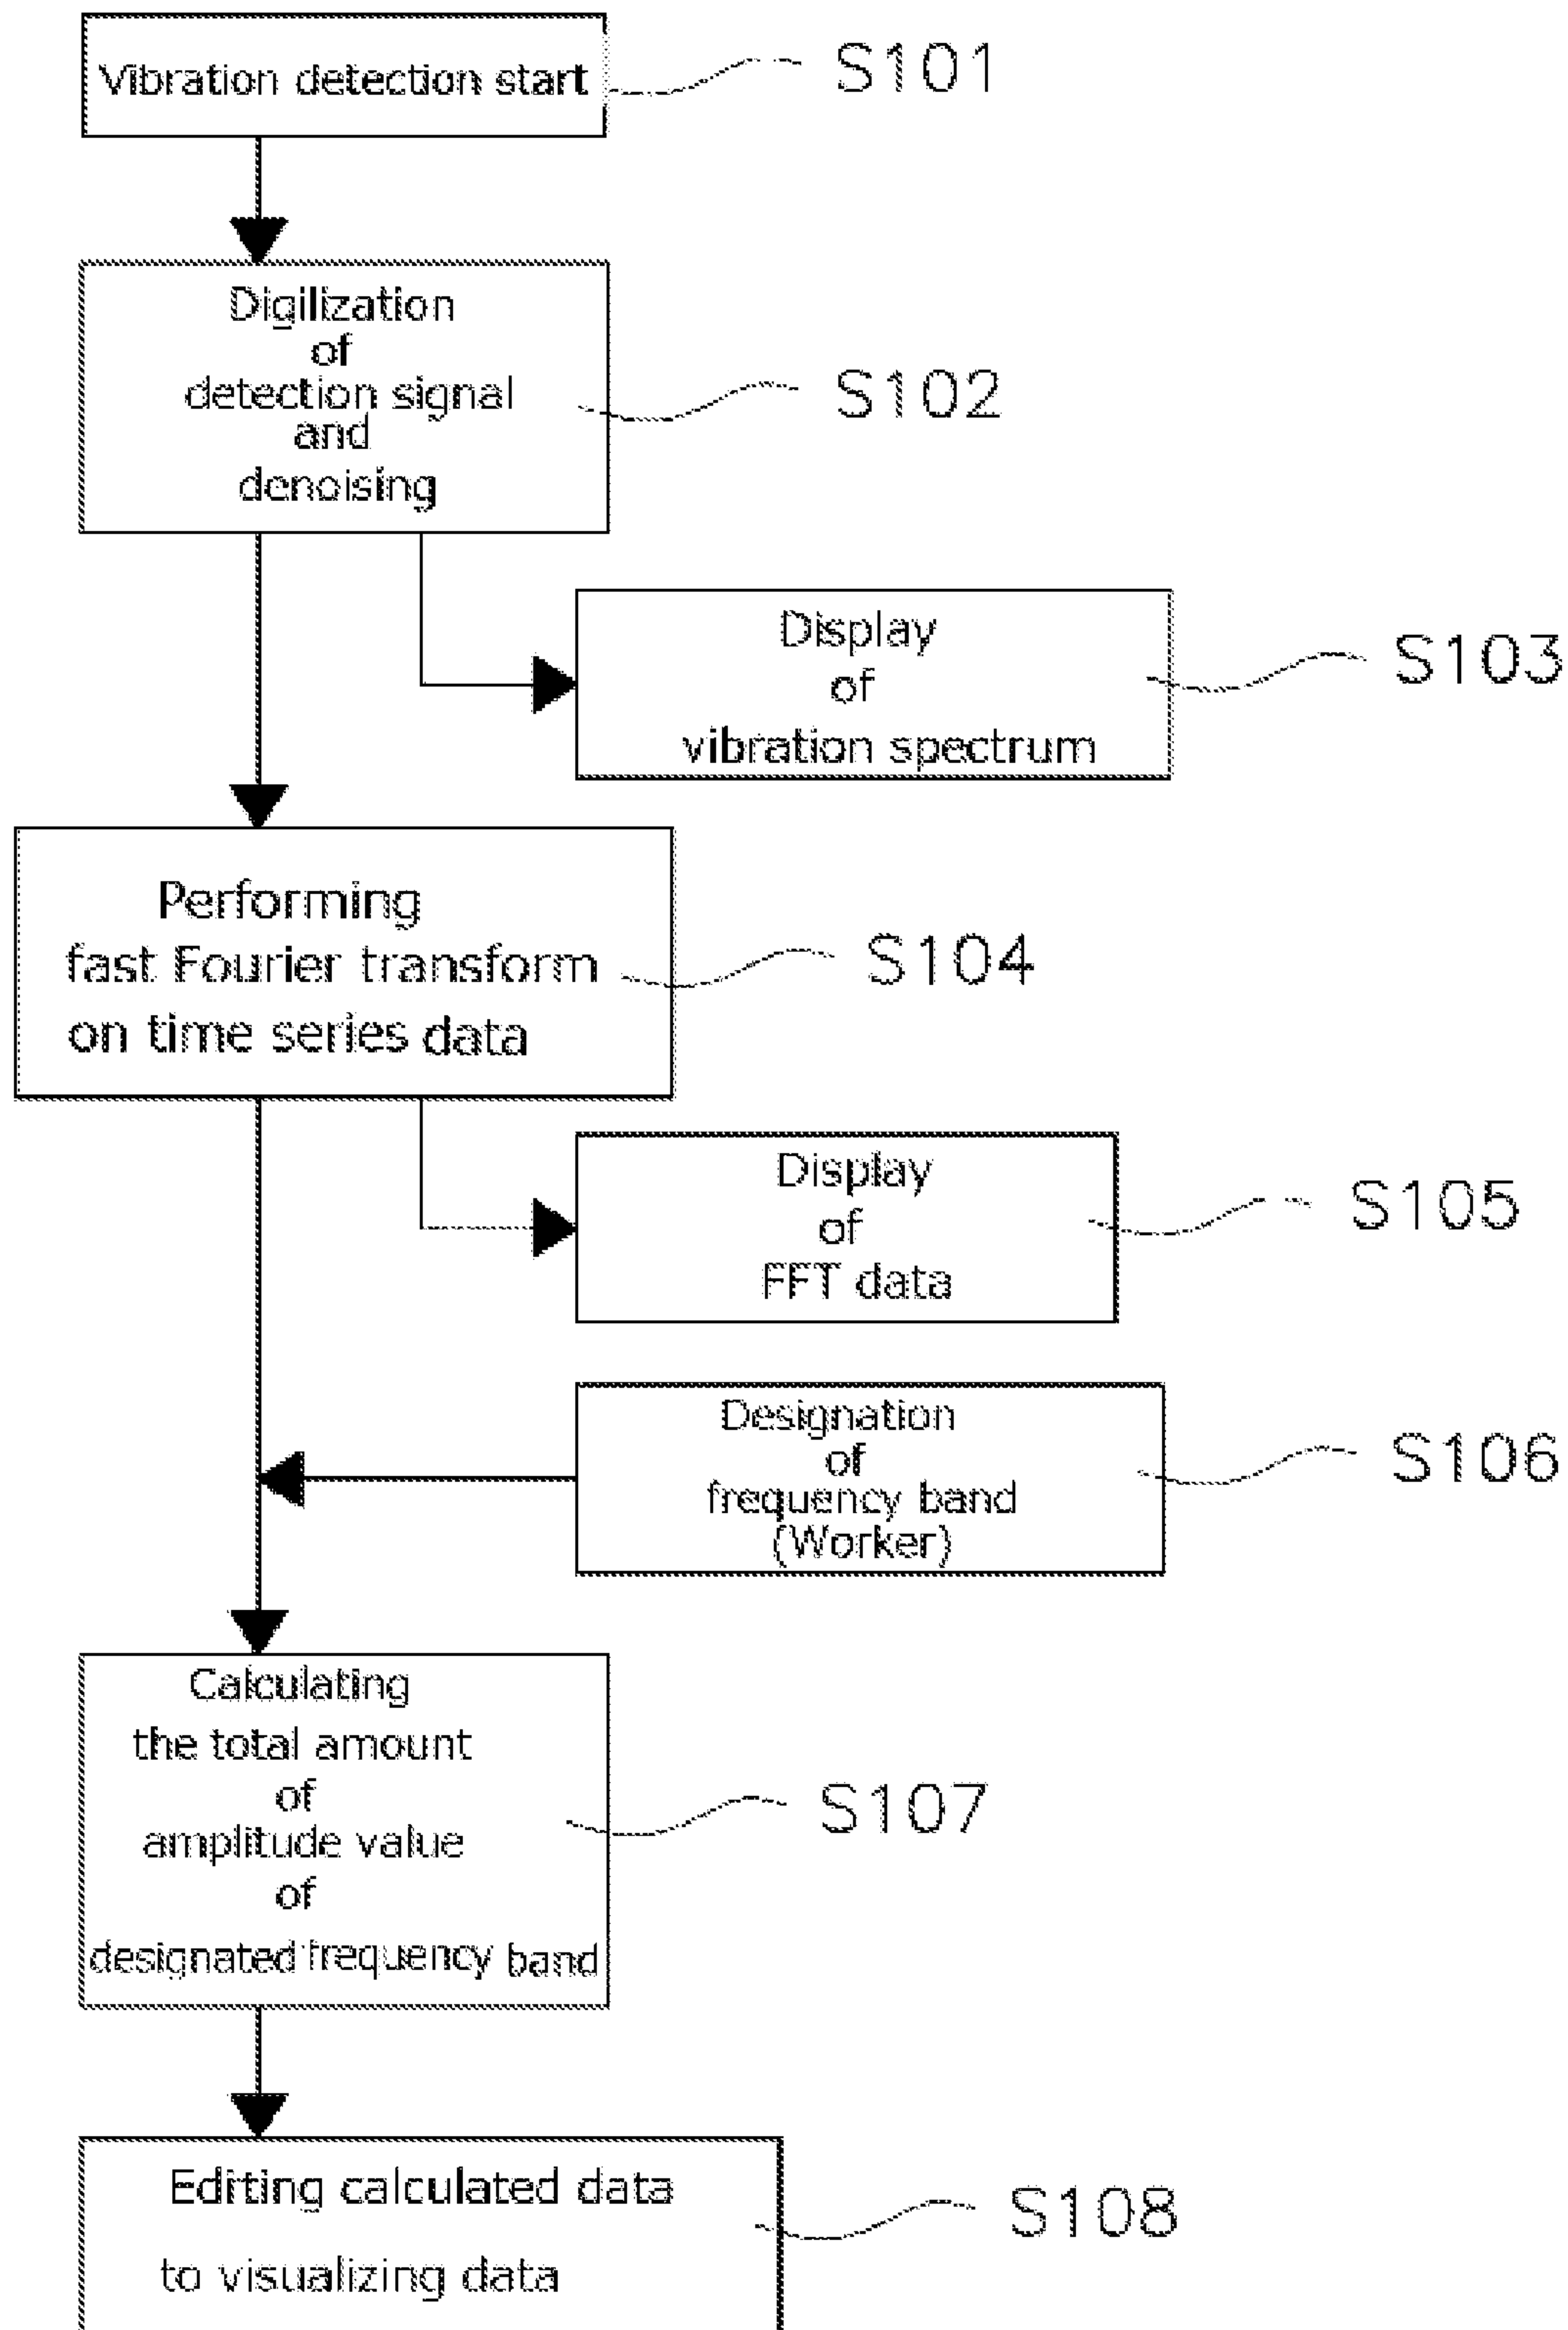 Vibration detection start
S101
Digilization
of
detection signal
and
denoising
S102
Display
of
vibration spectrum
S103
Performing
fast Fourier transform
on time series data
S104
Display
of
FFT data
S105
Designation
of
frequency band
(Worker)
S106
Calculating
the total amount
of
amplitude value
of
designated frequency band
S107
Editing calculated data
to visualizing data
S108